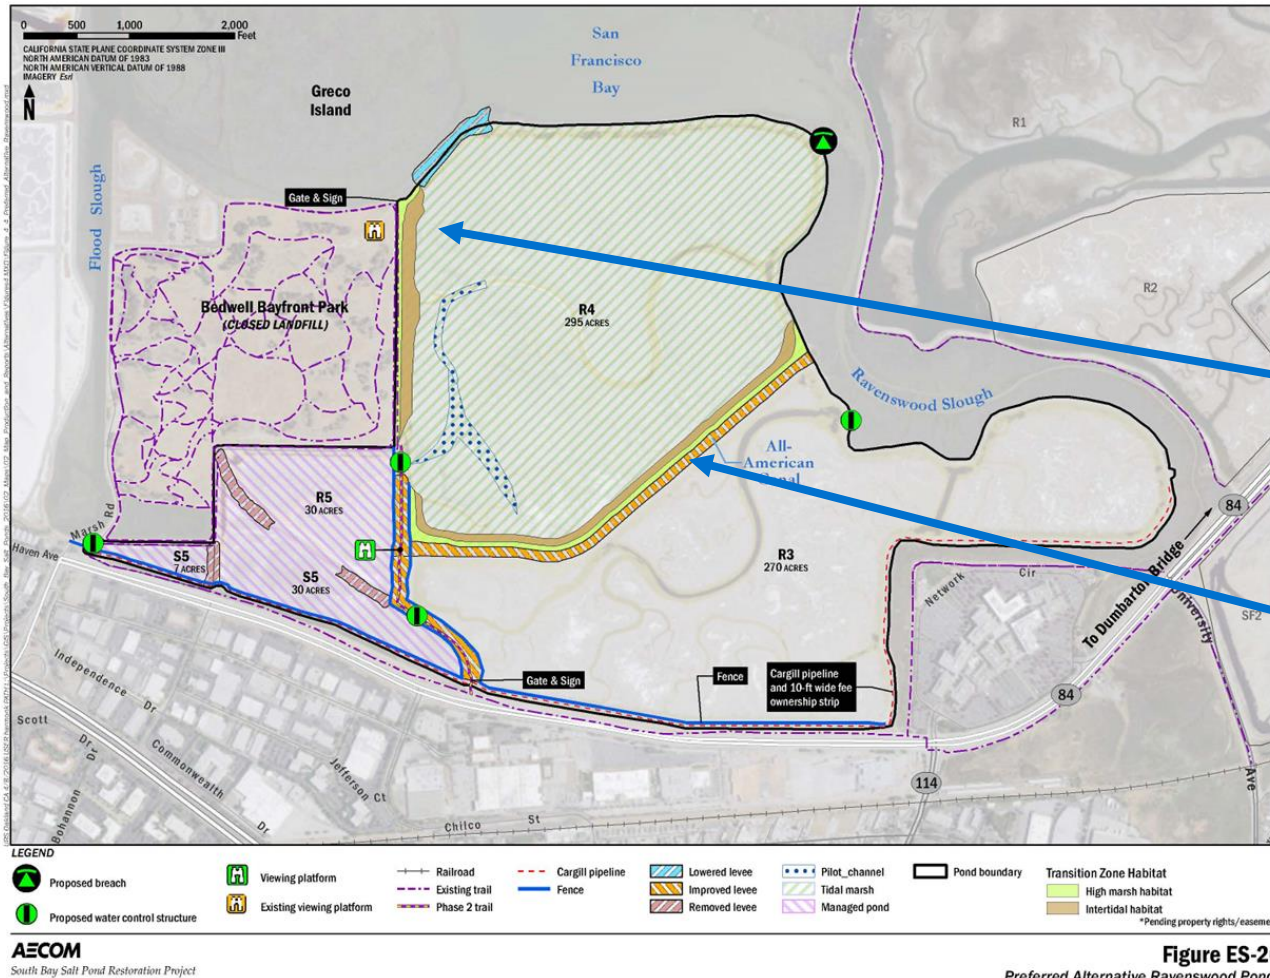 0 500 1,000 2,000
Feet
CALIFORNIA STATE PLANE COORDINATE SYSTEM ZONE III
NORTH AMERICAN DATUM OF 1983
NORTH AMERICAN VERTICAL DATUM OF 1988
IMAGERY Esri
N
San
Francisco
Bay
Greco
Island
R1
Flood Slough
Gate & Sign
R2
Bedwell Bayfront Park
(CLOSED LANDFILL)
R4
295 ACRES
Ravenswood Slough
All-
American
R5
30 ACRES
Marsh Rd
Haven Ave
S5
7 ACRES
S5
30 ACRES
R3
270 ACRES
84
Network Cir
To Dumbarton Bridge
University
Ave
SF2
Independence Dr
Gate & Sign
Fence
Cargill pipeline
and 10-ft wide fee
ownership strip
84
Scott
Dr
Bohannon
Dr
Commonwealth
Dr
Jefferson Ct
114
Chilco St
LEGEND
Proposed breach
Proposed water control structure
Viewing platform
Existing viewing platform
Railroad
Existing trail
Phase 2 trail
Cargill pipeline
Fence
Lowered levee
Improved levee
Removed levee
Pilot_channel
Tidal marsh
Managed pond
Pond boundary
Transition Zone Habitat
High marsh habitat
Intertidal habitat
*Pending property rights/easeme
AECOM
South Bay Salt Pond Restoration Project
Figure ES-2
Preferred Alternative Ravenswood Pond